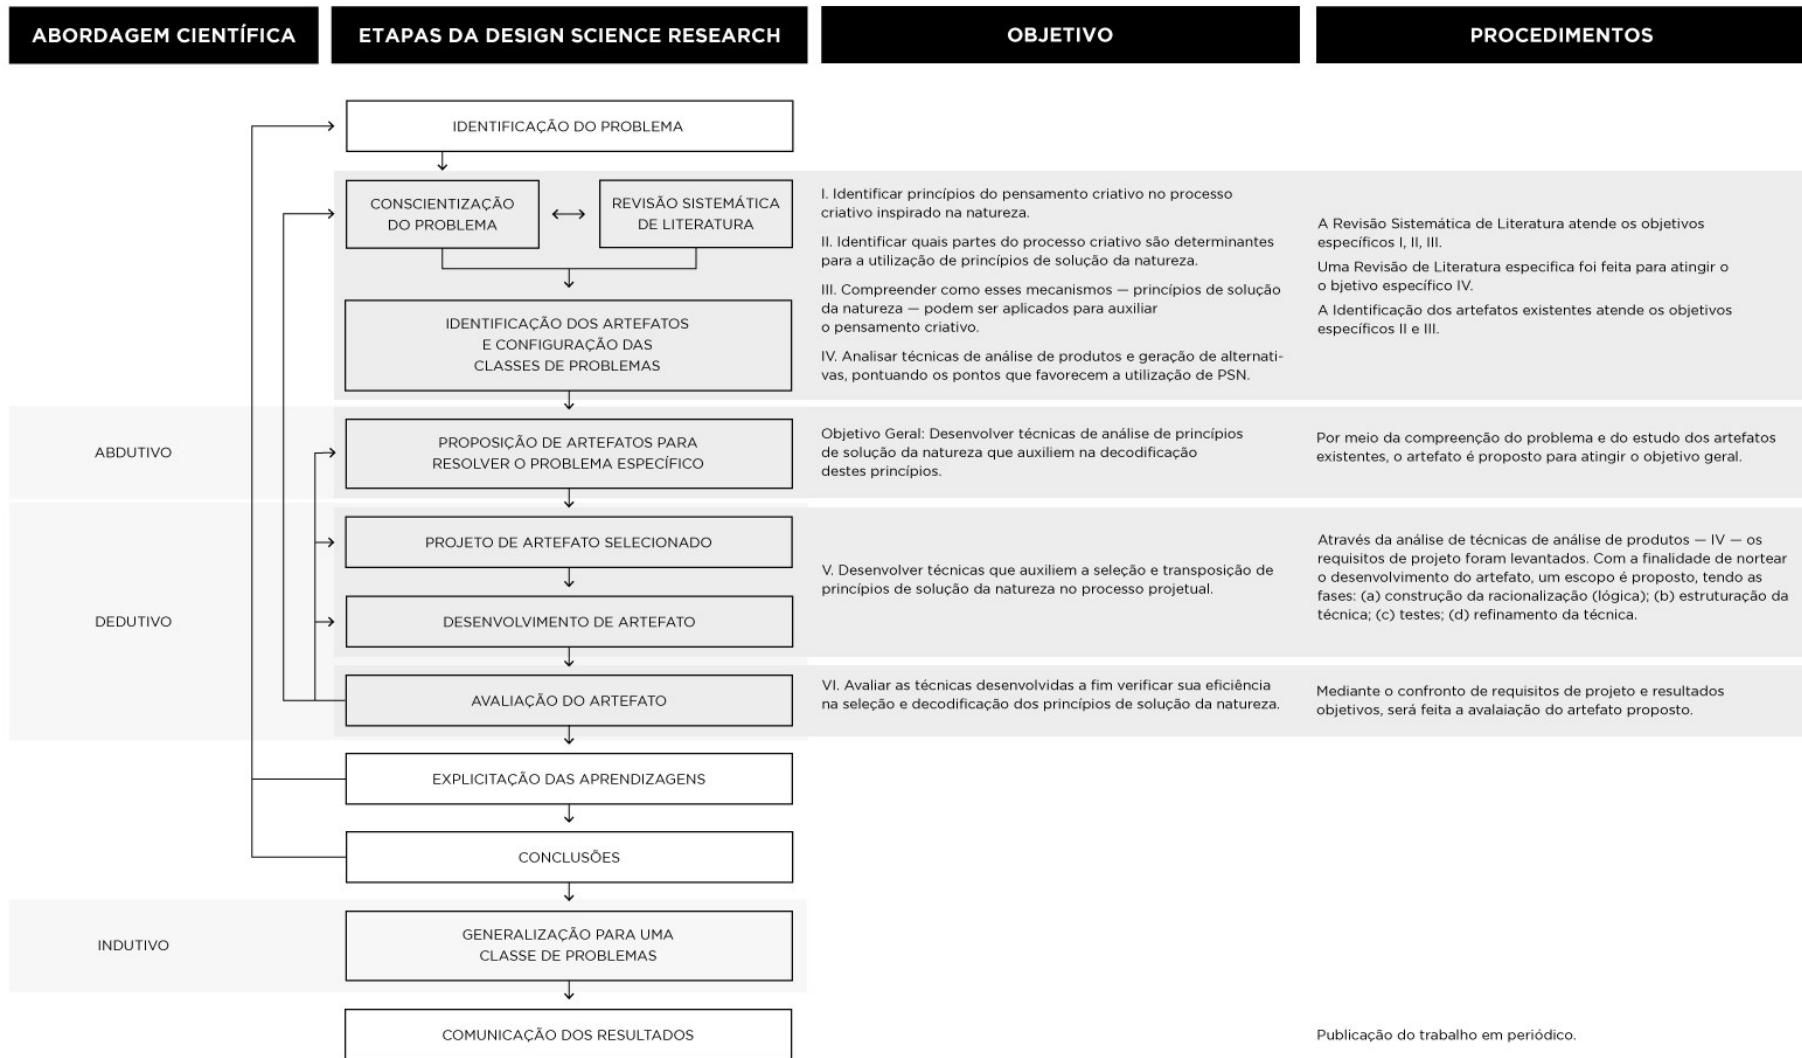 ABORDAGEM CIENTÍFICA
ETAPAS DA DESIGN SCIENCE RESEARCH
OBJETIVO
PROCEDIMENTOS
IDENTIFICAÇÃO DO PROBLEMA
CONSCIENTIZAÇÃO
DO PROBLEMA
REVISÃO SISTEMÁTICA
DE LITERATURA
IDENTIFICAÇÃO DOS ARTEFATOS
E CONFIGURAÇÃO DAS
CLASSES DE PROBLEMAS
I. Identificar princípios do pensamento criativo no processo
criativo inspirado na natureza.
II. Identificar quais partes do processo criativo são determinantes
para a utilização de princípios de solução da natureza.
III. Compreender como esses mecanismos — princípios de solução
da natureza — podem ser aplicados para auxiliar
o pensamento criativo.
IV. Analisar técnicas de análise de produtos e geração de alternati-
vas, pontuando os pontos que favorecem a utilização de PSN.
A Revisão Sistemática de Literatura atende os objetivos
específicos I, II, III.
Uma Revisão de Literatura especifica foi feita para atingir o
o bjetivo específico IV.
A Identificação dos artefatos existentes atende os objetivos
específicos II e III.
ABDUTIVO
PROPOSIÇÃO DE ARTEFATOS PARA
RESOLVER O PROBLEMA ESPECÍFICO
Objetivo Geral: Desenvolver técnicas de análise de princípios
de solução da natureza que auxiliem na decodificação
destes princípios.
Por meio da compreenção do problema e do estudo dos artefatos
existentes, o artefato é proposto para atingir o objetivo geral.
DEDUTIVO
PROJETO DE ARTEFATO SELECIONADO
DESENVOLVIMENTO DE ARTEFATO
V. Desenvolver técnicas que auxiliem a seleção e transposição de
princípios de solução da natureza no processo projetual.
Através da análise de técnicas de análise de produtos — IV — os
requisitos de projeto foram levantados. Com a finalidade de nortear
o desenvolvimento do artefato, um escopo é proposto, tendo as
fases: (a) construção da racionalização (lógica); (b) estruturação da
técnica; (c) testes; (d) refinamento da técnica.
AVALIAÇÃO DO ARTEFATO
VI. Avaliar as técnicas desenvolvidas a fim verificar sua eficiência
na seleção e decodificação dos princípios de solução da natureza.
Mediante o confronto de requisitos de projeto e resultados
objetivos, será feita a avalaiação do artefato proposto.
EXPLICITAÇÃO DAS APRENDIZAGENS
CONCLUSÕES
INDUTIVO
GENERALIZAÇÃO PARA UMA
CLASSE DE PROBLEMAS
COMUNICAÇÃO DOS RESULTADOS
Publicação do trabalho em periódico.